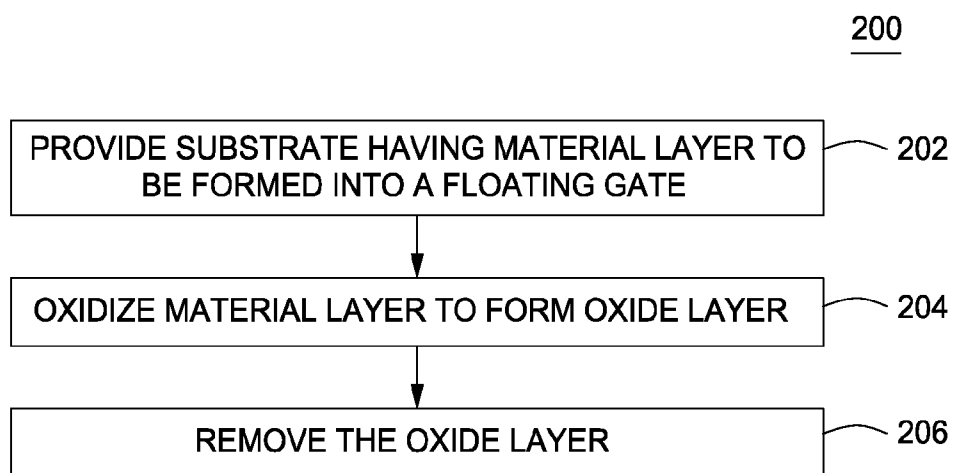 200
PROVIDE SUBSTRATE HAVING MATERIAL LAYER TO
BE FORMED INTO A FLOATING GATE
202
OXIDIZE MATERIAL LAYER TO FORM OXIDE LAYER
204
REMOVE THE OXIDE LAYER
206